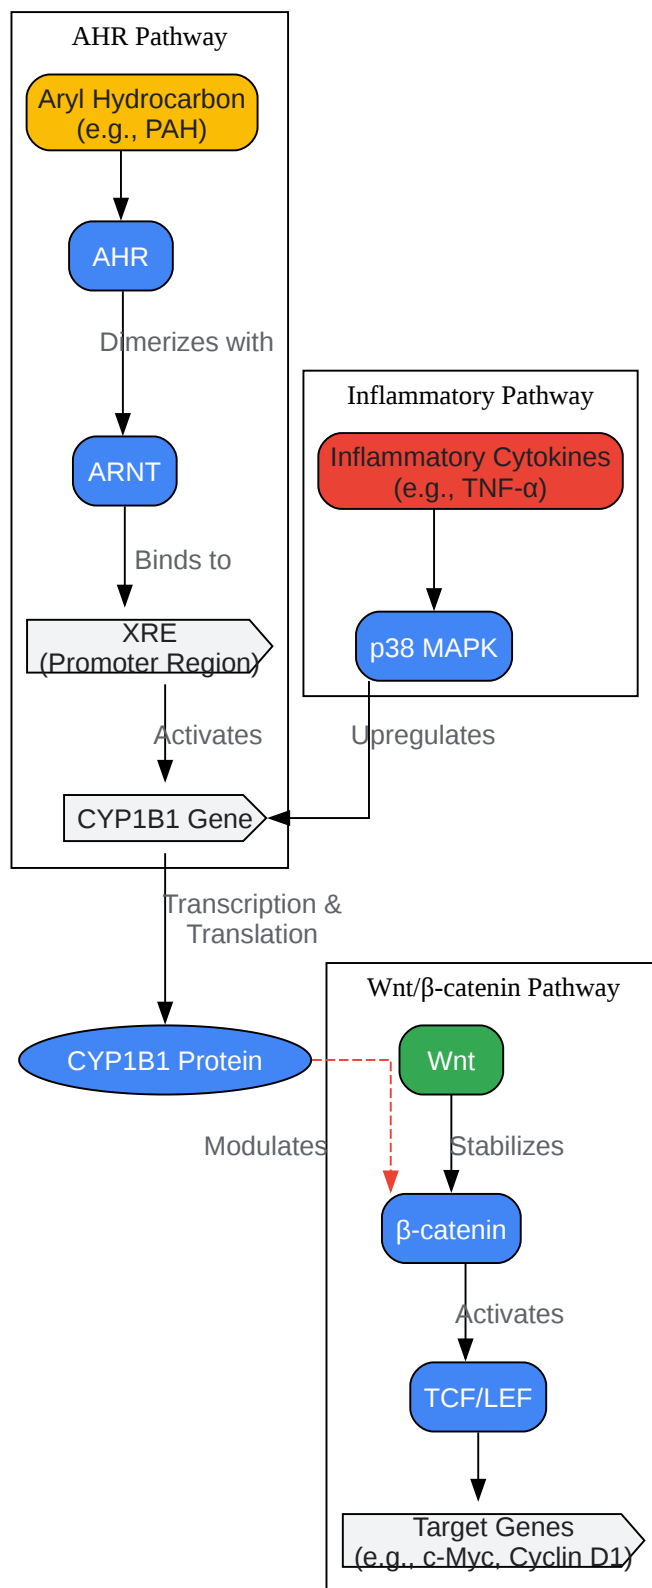 AHR Pathway
Aryl Hydrocarbon
(e.g., PAH)
AHR
Dimerizes with
ARNT
Binds to
XRE
(Promoter Region)
Activates
CYP1B1 Gene
Inflammatory Pathway
Inflammatory Cytokines
(e.g., TNF-α)
p38 MAPK
Upregulates
Transcription &
Translation
CYP1B1 Protein
Modulates
Wnt/β-catenin Pathway
Wnt
Stabilizes
β-catenin
Activates
TCF/LEF
Target Genes
(e.g., c-Myc, Cyclin D1)